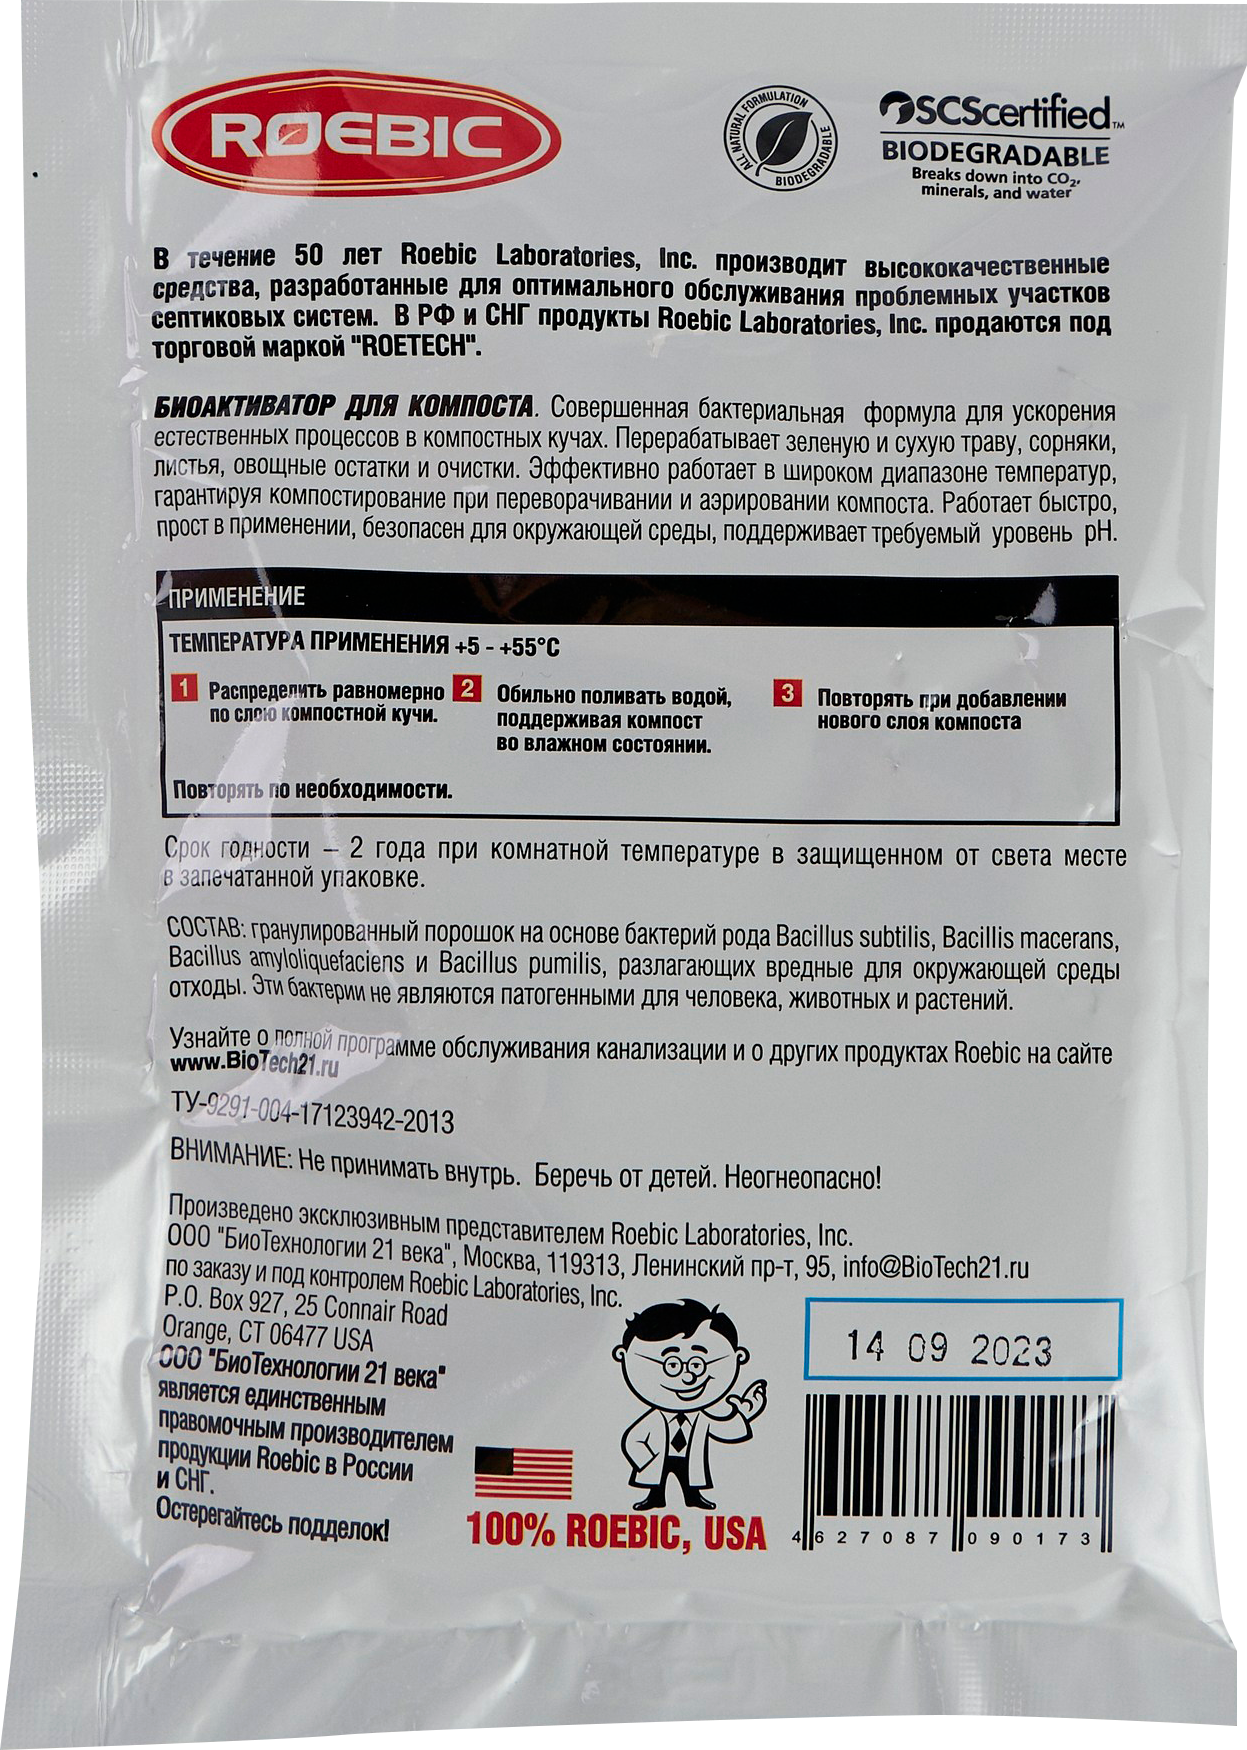 ROEBIC
ALL NATURAL FORMULATION
BIODEGRADABLE
SCScertified™
BIODEGRADABLE
Breaks down into CO₂,
minerals, and water
В течение 50 лет Roebic Laboratories, Inc. производит высококачественные
средства, разработанные для оптимального обслуживания проблемных участков
септиковых систем. В РФ и СНГ продукты Roebic Laboratories, Inc. продаются под
торговой маркой "ROETECH".
БИОАКТИВАТОР ДЛЯ КОМПОСТА. Совершенная бактериальная формула для ускорения
естественных процессов в компостных кучах. Перерабатывает зеленую и сухую траву, сорняки,
листья, овощные остатки и очистки. Эффективно работает в широком диапазоне температур,
гарантируя компостирование при переворачивании и аэрировании компоста. Работает быстро,
прост в применении, безопасен для окружающей среды, поддерживает требуемый уровень pH.
ПРИМЕНЕНИЕ
ТЕМПЕРАТУРА ПРИМЕНЕНИЯ +5 - +55°C
1 Распределить равномерно
по слою компостной кучи.
2 Обильно поливать водой,
поддерживая компост
во влажном состоянии.
3 Повторять при добавлении
нового слоя компоста
Повторять по необходимости.
Срок годности – 2 года при комнатной температуре в защищенном от света месте
в запечатанной упаковке.
СОСТАВ: гранулированный порошок на основе бактерий рода Bacillus subtilis, Bacillis macerans,
Bacillus amyloliquefaciens и Bacillus pumilis, разлагающих вредные для окружающей среды
отходы. Эти бактерии не являются патогенными для человека, животных и растений.
Узнайте о полной программе обслуживания канализации и о других продуктах Roebic на сайте
www.BioTech21.ru
ТУ-9291-004-17123942-2013
ВНИМАНИЕ: Не принимать внутрь. Беречь от детей. Неогнеопасно!
Произведено эксклюзивным представителем Roebic Laboratories, Inc.
ООО "БиоТехнологии 21 века", Москва, 119313, Ленинский пр-т, 95, info@BioTech21.ru
по заказу и под контролем Roebic Laboratories, Inc.
P.O. Box 927, 25 Connair Road
Orange, CT 06477 USA
ООО "БиоТехнологии 21 века"
является единственным
правомочным производителем
продукции Roebic в России
и СНГ.
Остерегайтесь подделок!
100% ROEBIC, USA
14 09 2023
4 627087 090173